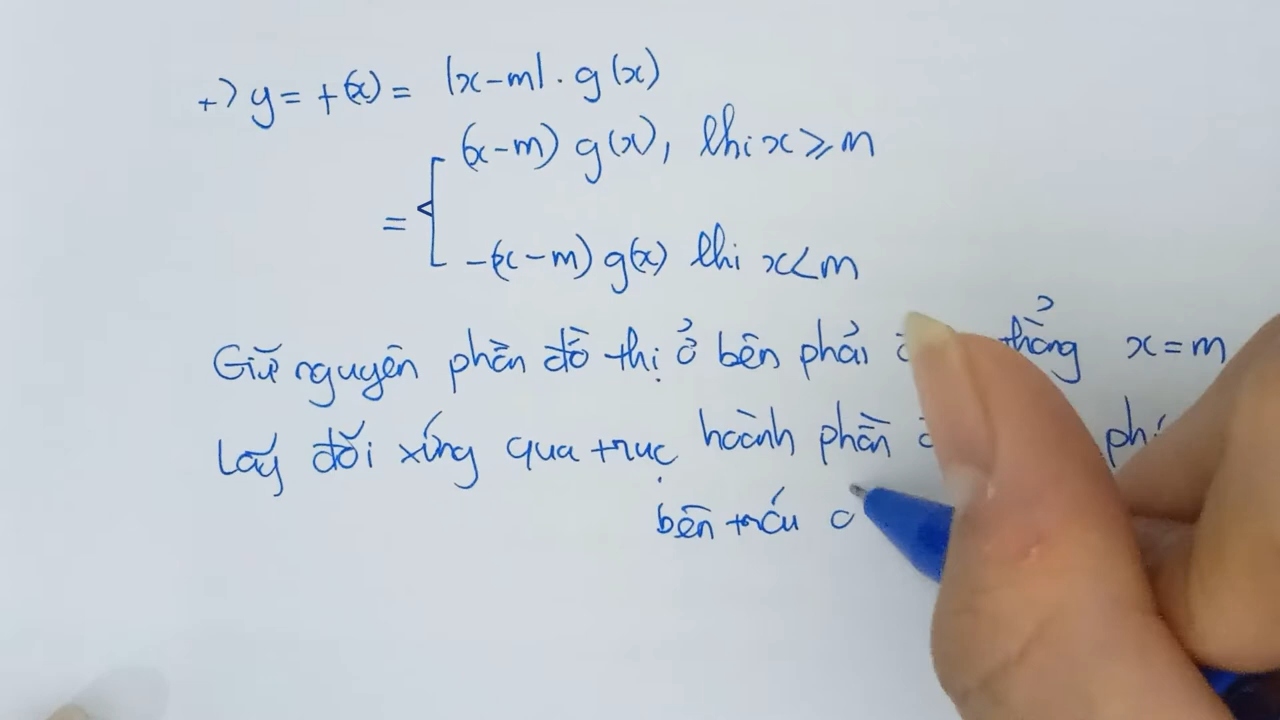 +) y = f(x) = |x-m|. g(x)
= { (x-m) g(x), khi x ≥ m
-(x-m) g(x) khi x < m
Giữ nguyên phần đồ thị ở bên phải thẳng x = m
Lấy đối xứng qua trục hoành phần
bên trái